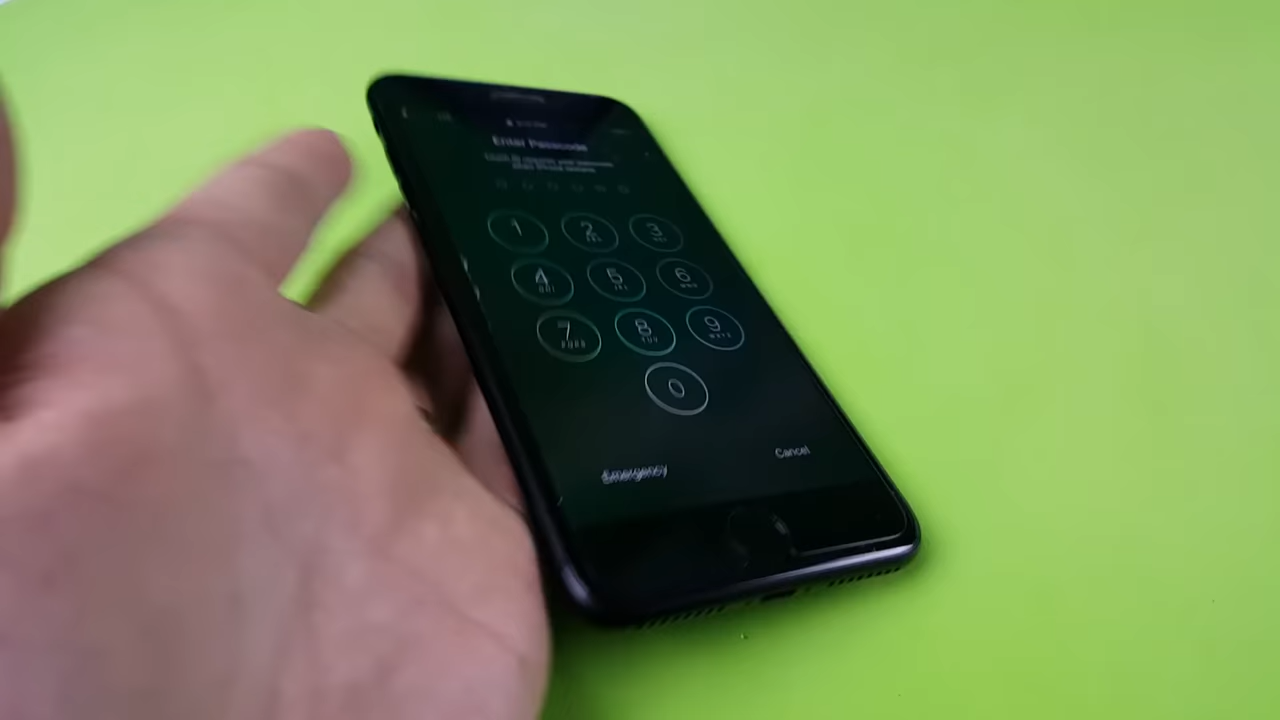 Enter Passcode
1
2
ABC
3
4
GHI
5
JKL
6
MNO
7
PQRS
8
TUV
9
WXYZ
0
Emergency
Cancel